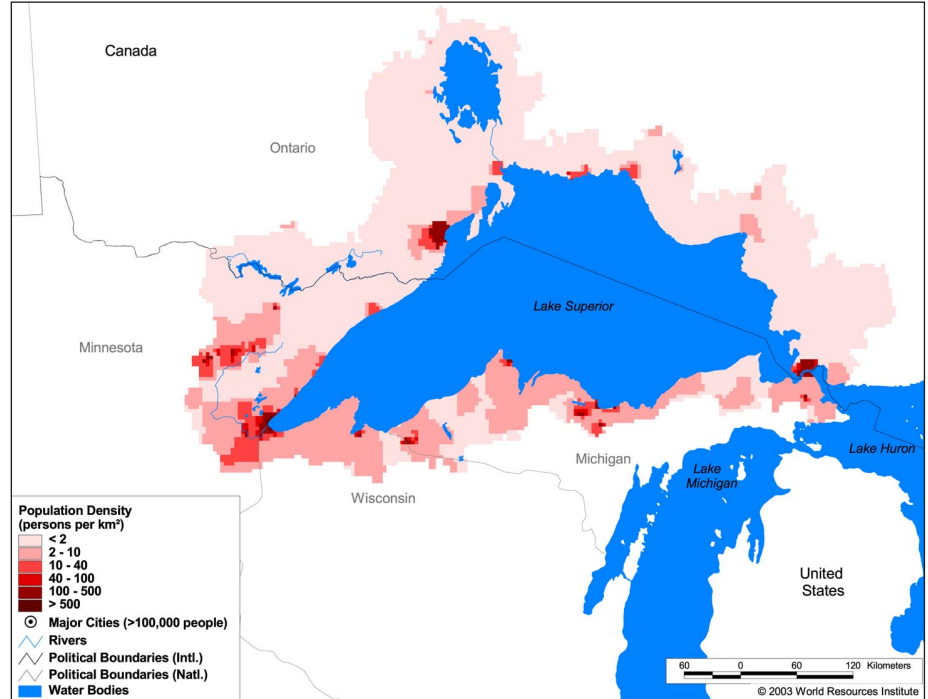 Canada
Ontario
Lake Superior
Minnesota
Michigan
Lake
Michigan
Lake Huron
Wisconsin
United
States
Population Density
(persons per km²)
< 2
2 - 10
10 - 40
40 - 100
100 - 500
> 500
Major Cities (>100,000 people)
Rivers
Political Boundaries (Intl.)
Political Boundaries (Natl.)
Water Bodies
60 0 60 120 Kilometers
© 2003 World Resources Institute